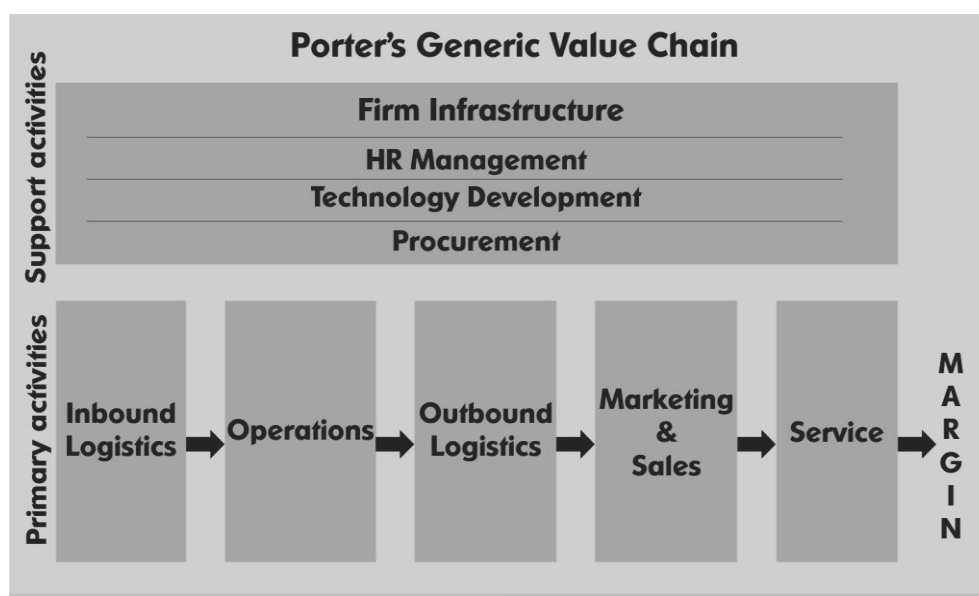 Porter's Generic Value Chain
Support activities
Firm Infrastructure
HR Management
Technology Development
Procurement
Primary activities
Inbound
Logistics
Operations
Outbound
Logistics
Marketing
&
Sales
Service
MARGIN